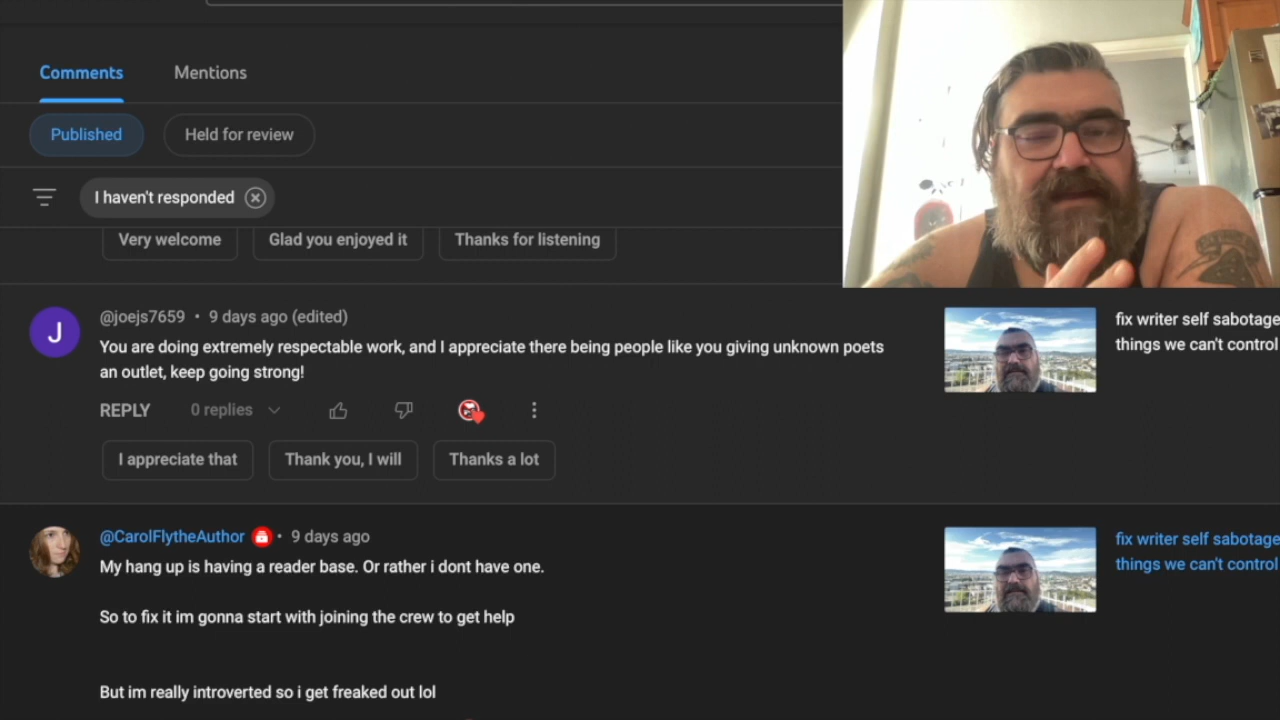 Comments Mentions
Published Held for review
I haven't responded
Very welcome Glad you enjoyed it Thanks for listening
J
@joejs7659 • 9 days ago (edited)
You are doing extremely respectable work, and I appreciate there being people like you giving unknown poets
an outlet, keep going strong!
REPLY 0 replies
I appreciate that Thank you, I will Thanks a lot
fix writer self sabotage
things we can't control
@CarolFlytheAuthor • 9 days ago
My hang up is having a reader base. Or rather i dont have one.
So to fix it im gonna start with joining the crew to get help
But im really introverted so i get freaked out lol
fix writer self sabotage
things we can't control